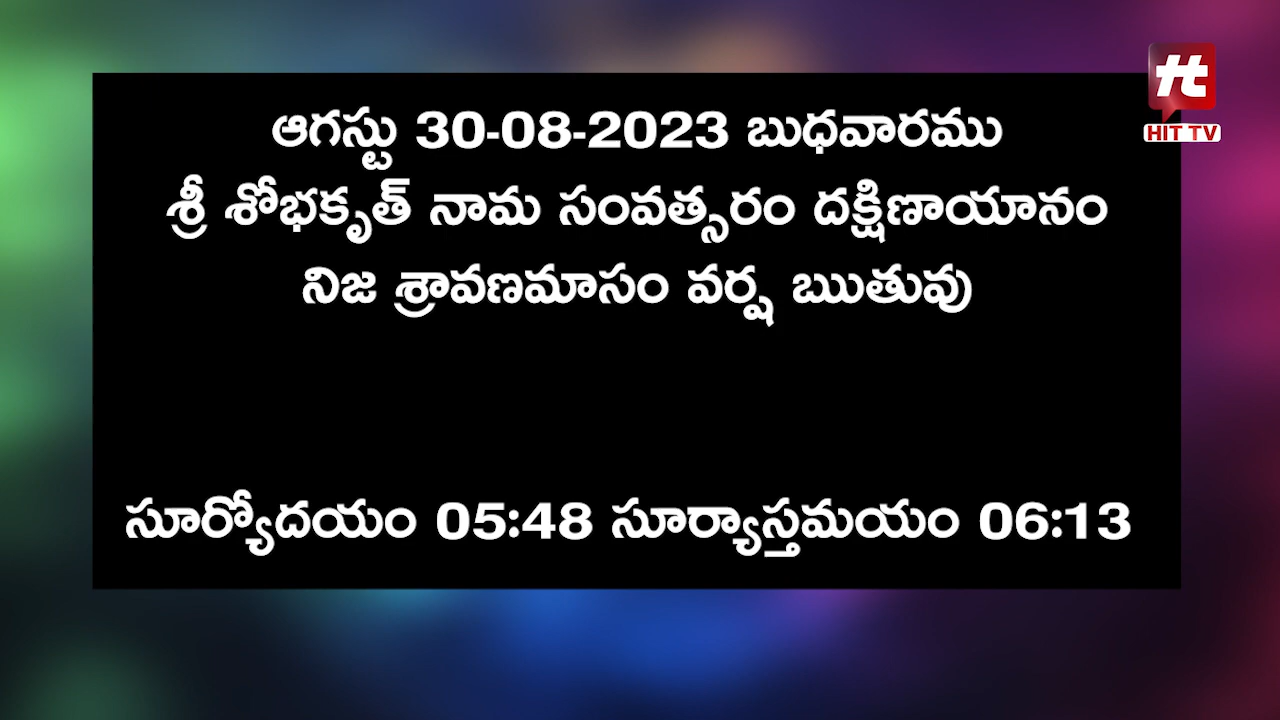 HIT TV
ఆగస్టు 30-08-2023 బుధవారము
శ్రీ శోభకృత్ నామ సంవత్సరం దక్షిణాయానం
నిజ శ్రావణమాసం వర్ష ఋతువు
సూర్యోదయం 05:48 సూర్యాస్తమయం 06:13